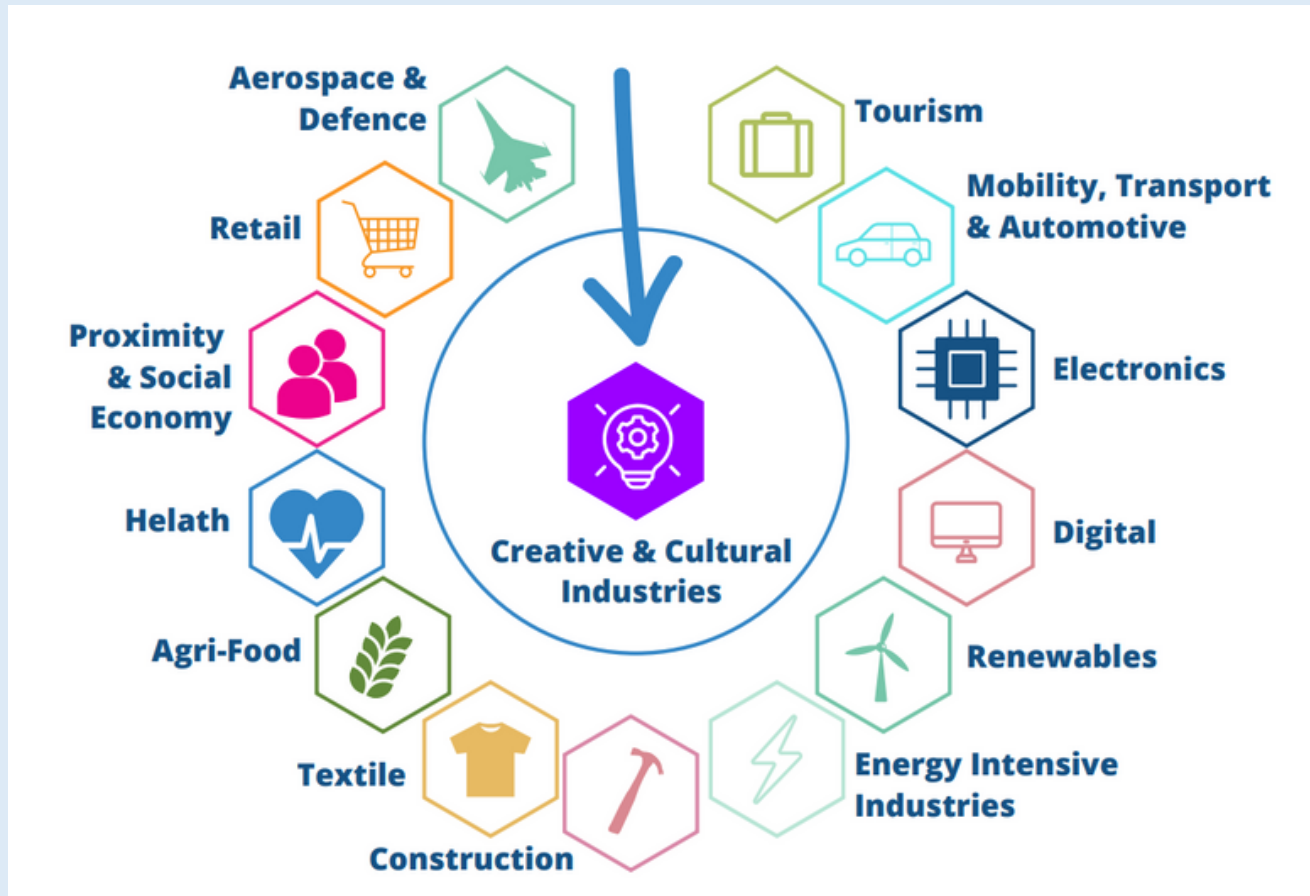 Aerospace &
Defence
Tourism
Mobility, Transport
& Automotive
Retail
Proximity
& Social
Economy
Electronics
Helath
Digital
Creative & Cultural
Industries
Agri-Food
Renewables
Textile
Energy Intensive
Industries
Construction